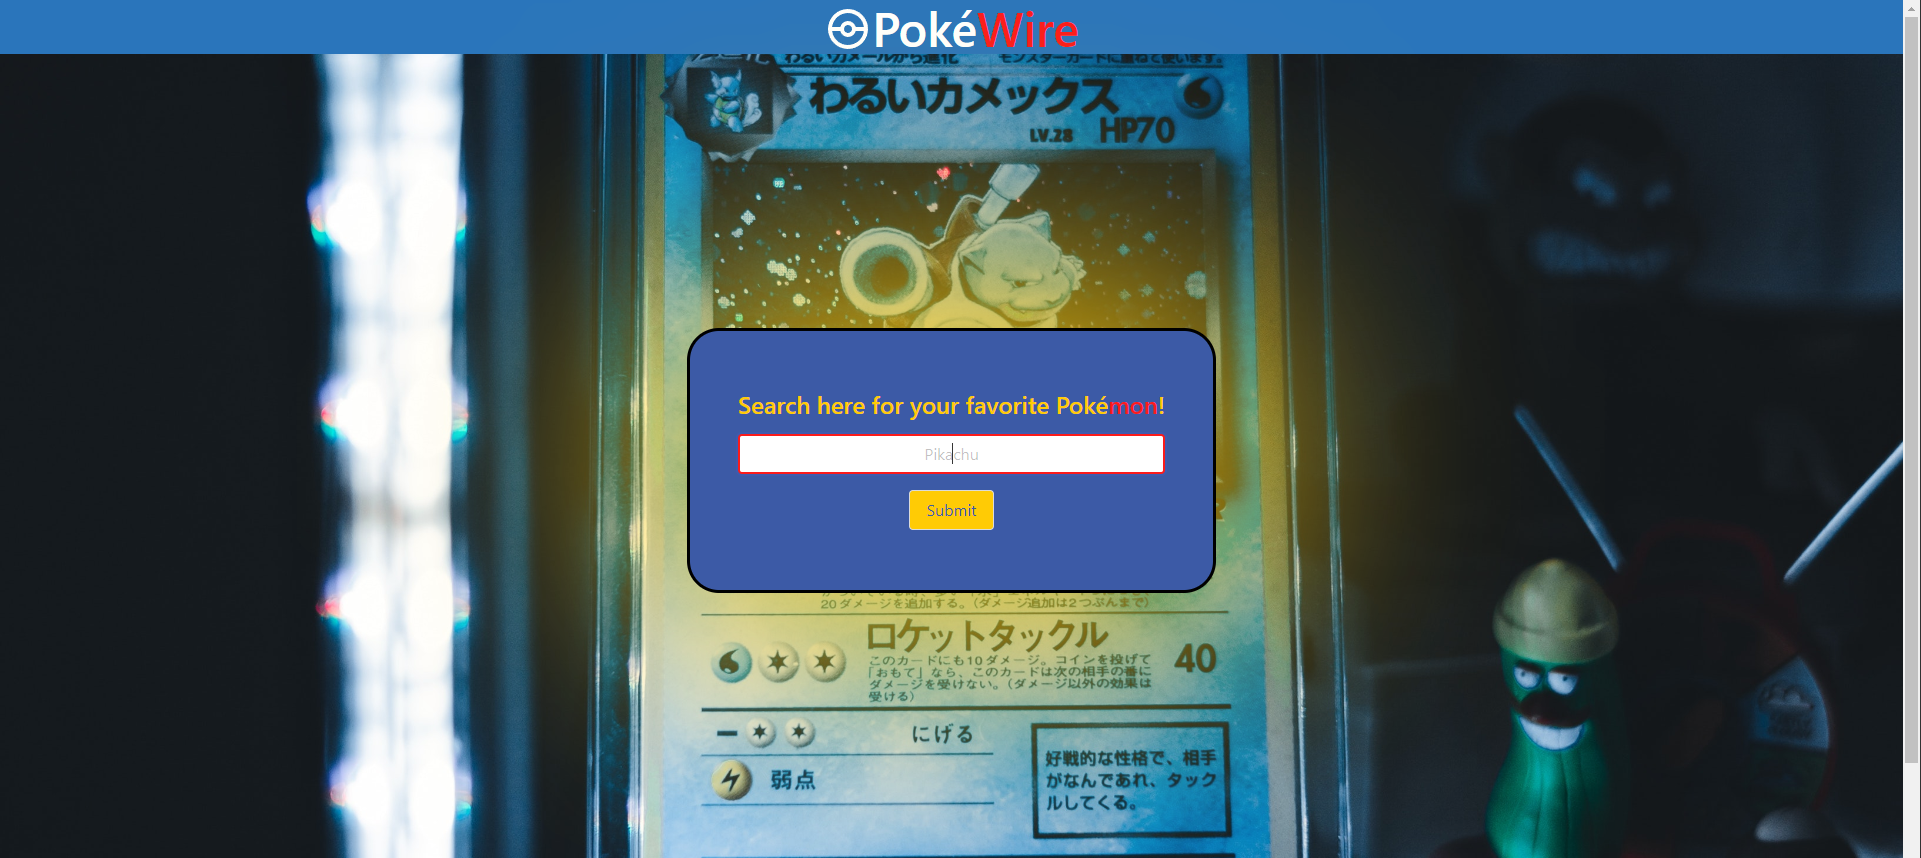 PokéWire
わるいカメールから進化
モンスターカードに重ねて使います。
わるいカメックス
LV.28 HP70
Search here for your favorite Pokémon!
Pikachu
Submit
20ダメージを追加する。(ダメージ追加は2つぶんまで)
ロケットタックル
40
このカードにも10ダメージ。コインを投げて
「おもて」なら、このカードは次の相手の番に
ダメージを受けない。(ダメージ以外の効果は
受ける)
にげる
弱点
好戦的な性格で、相手
がなんであれ、タック
ルしてくる。